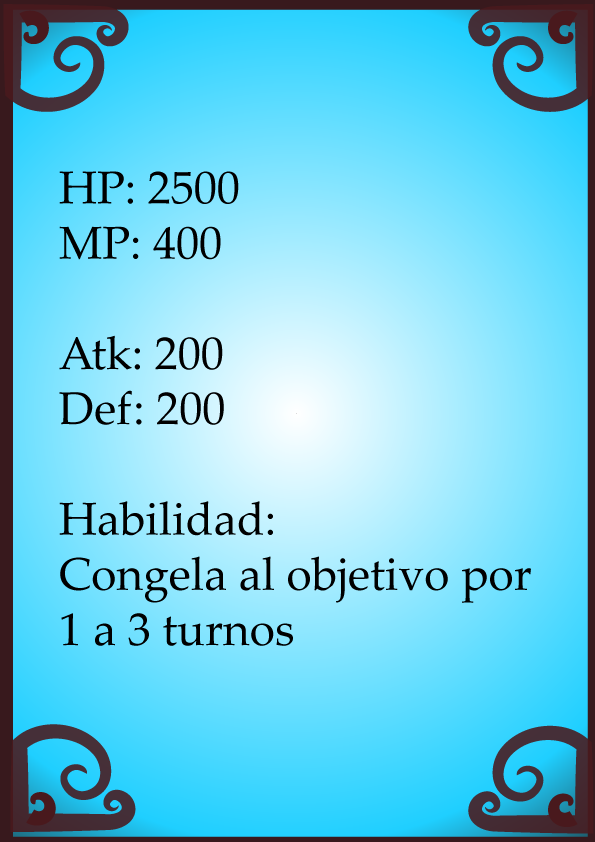 HP: 2500
MP: 400
Atk: 200
Def: 200
Habilidad:
Congela al objetivo por
1 a 3 turnos